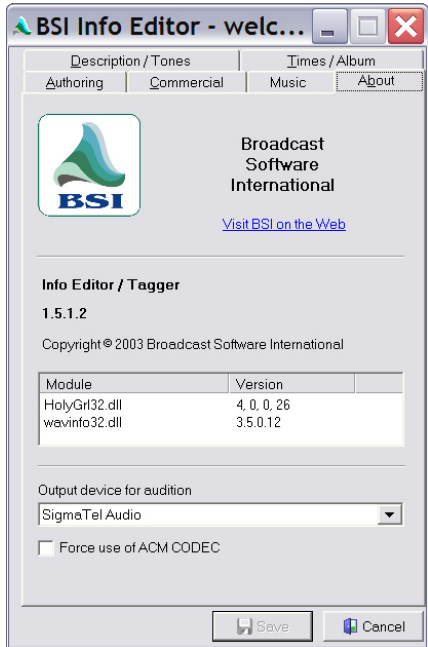 BSI Info Editor - welc...
Description / Tones Times / Album
Authoring Commercial Music About
BSI
Broadcast
Software
International
Visit BSI on the Web
Info Editor / Tagger
1.5.1.2
Copyright © 2003 Broadcast Software International
Module Version
HolyGrl32.dll 4, 0, 0, 26
wavinfo32.dll 3.5.0.12
Output device for audition
SigmaTel Audio
Force use of ACM CODEC
Save Cancel